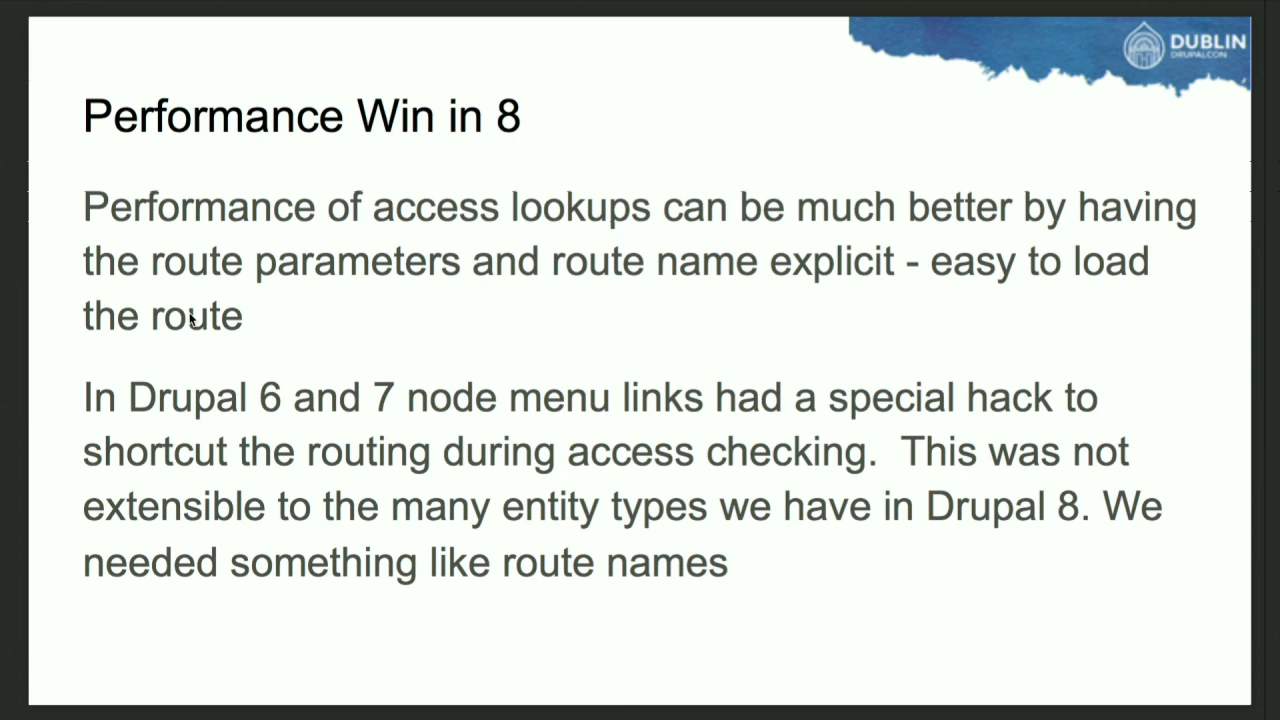 DUBLIN
DRUPALCON
Performance Win in 8
Performance of access lookups can be much better by having
the route parameters and route name explicit - easy to load
the route
In Drupal 6 and 7 node menu links had a special hack to
shortcut the routing during access checking.  This was not
extensible to the many entity types we have in Drupal 8. We
needed something like route names